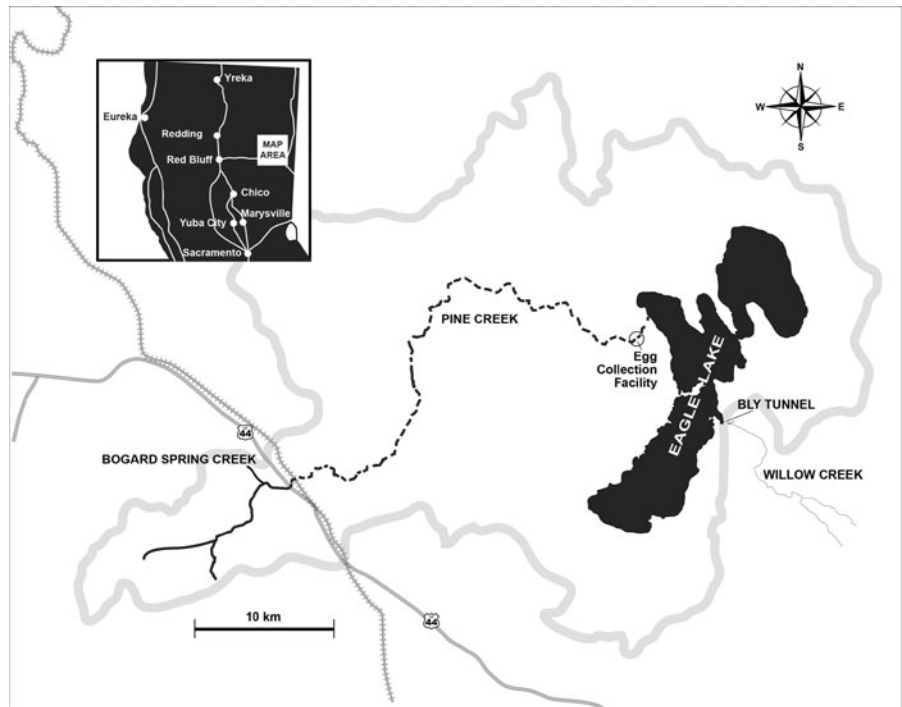 N
W
E
S
Yreka
Eureka
Redding
MAP
AREA
Red Bluff
Chico
Marysville
Yuba City
Sacramento
PINE CREEK
Egg
Collection
Facility
EAGLE LAKE
BLY TUNNEL
WILLOW CREEK
44
BOGARD SPRING CREEK
10 km
44